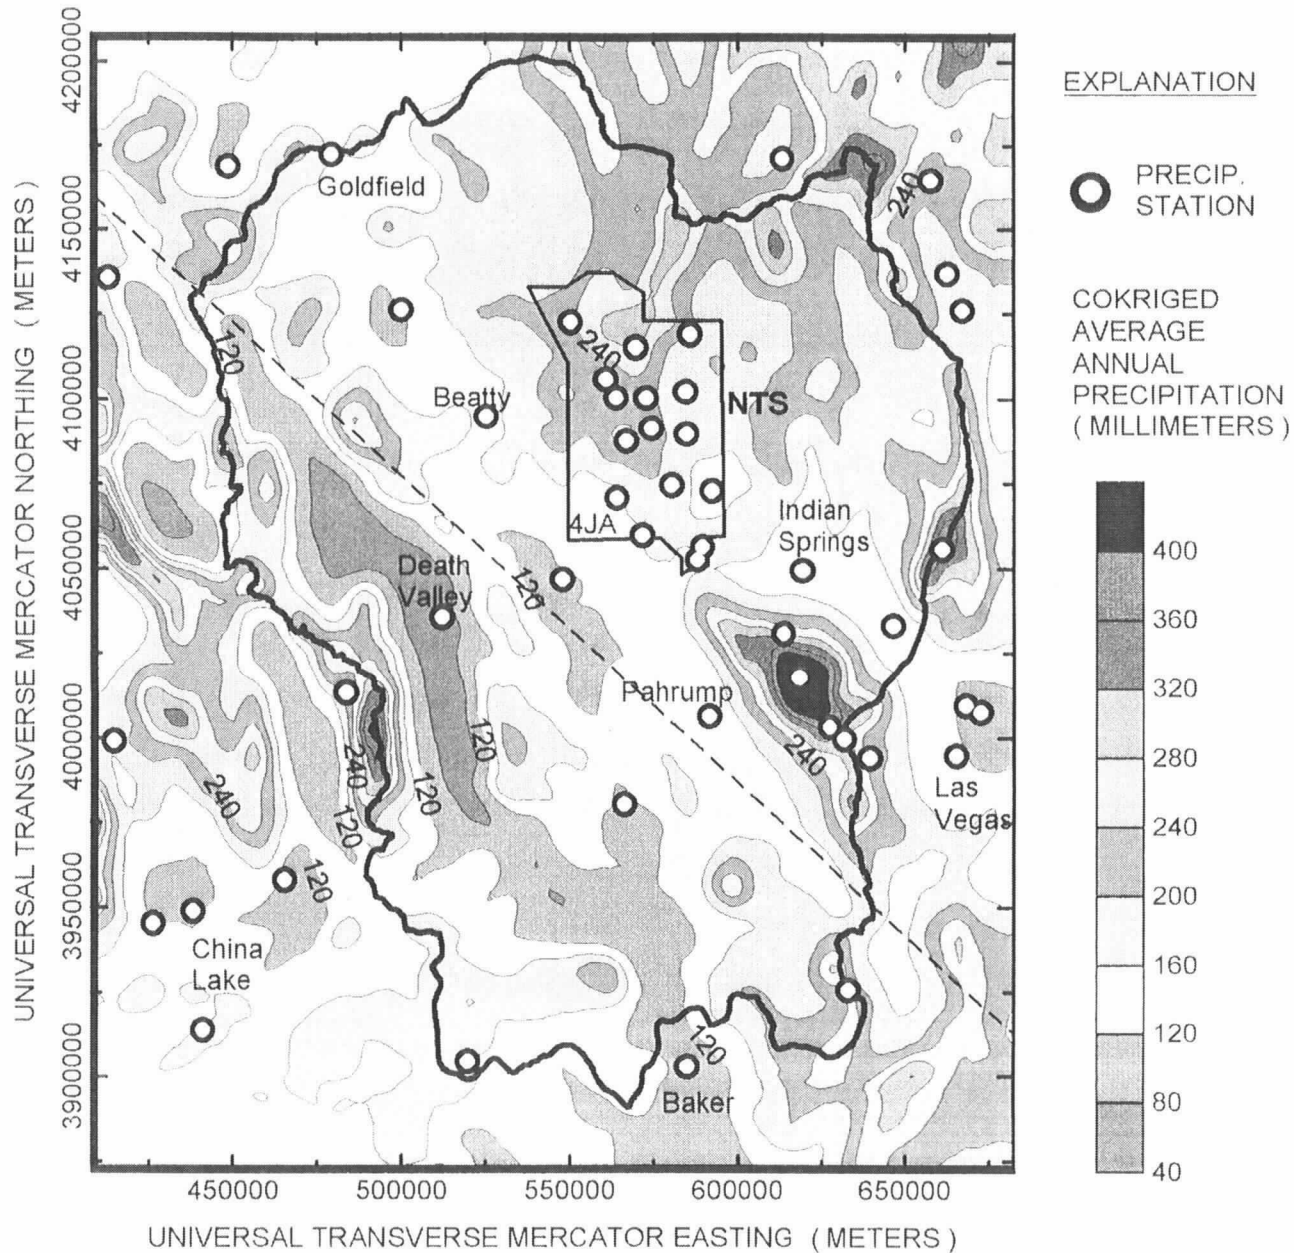 UNIVERSAL TRANSVERSE MERCATOR NORTHING ( METERS )
4200000
4150000
4100000
4050000
4000000
3950000
3900000
Goldfield
240
120
240
Beatty
NTS
4JA
Indian
Springs
Death
Valley
120
Pahrump
120
240
240
120
240
120
Las
Vegas
120
China
Lake
120
Baker
450000
500000
550000
600000
650000
UNIVERSAL TRANSVERSE MERCATOR EASTING ( METERS )
EXPLANATION
PRECIP.
STATION
COKRIGED
AVERAGE
ANNUAL
PRECIPITATION
( MILLIMETERS )
400
360
320
280
240
200
160
120
80
40